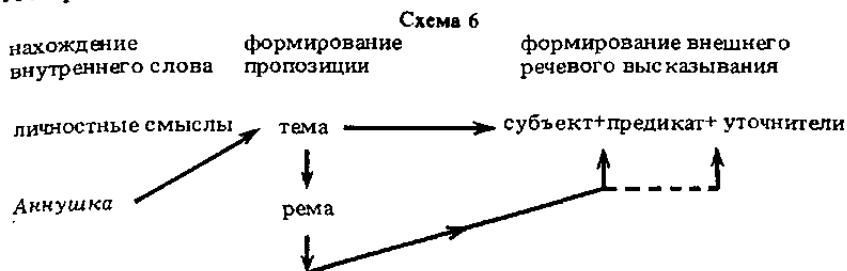 Схема 6
нахождение формирование формирование внешнего
внутреннего слова пропозиции речевого высказывания
личностные смыслы тема субъект+предикат+ уточнители
Аннушка рема